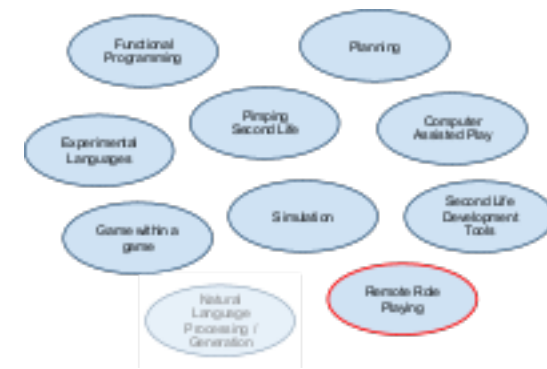 Functional
Programming
Planning
Pimping
Second Life
Computer
Assisted Play
Experimental
Languages
Second Life
Development
Tools
Simulation
Game within a
game
Remote Role
Playing
Natural
Language
Processing /
Generation